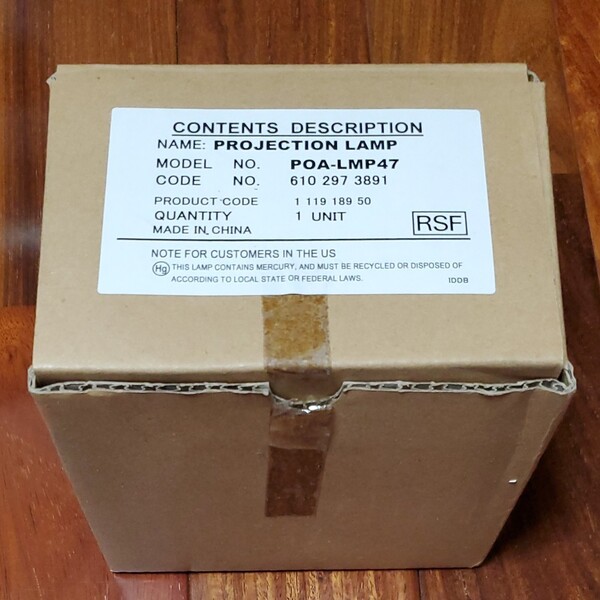 CONTENTS DESCRIPTION
NAME: PROJECTION LAMP
MODEL NO. POA-LMP47
CODE NO. 610 297 3891
PRODUCT CODE 1 119 189 50
QUANTITY 1 UNIT
MADE IN CHINA RSF
NOTE FOR CUSTOMERS IN THE US
Hg THIS LAMP CONTAINS MERCURY, AND MUST BE RECYCLED OR DISPOSED OF
ACCORDING TO LOCAL STATE OR FEDERAL LAWS. 1DDB